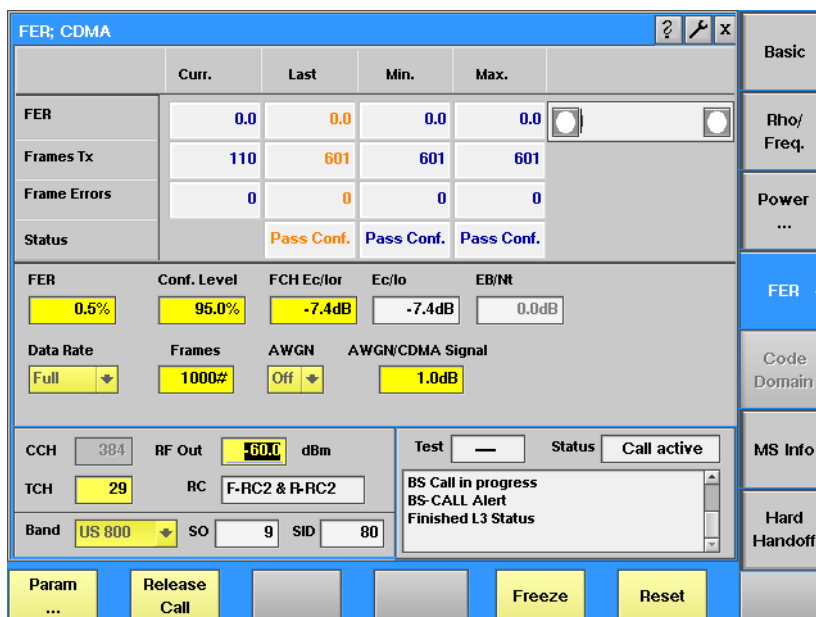 FER; CDMA
? x
Curr. Last Min. Max.
FER 0.0 0.0 0.0 0.0
Frames Tx 110 601 601 601
Frame Errors 0 0 0 0
Status Pass Conf. Pass Conf. Pass Conf.
FER Conf. Level FCH Ec/Ior Ec/Io EB/Nt
0.5% 95.0% -7.4dB -7.4dB 0.0dB
Data Rate Frames AWGN AWGN/CDMA Signal
Full 1000# Off 1.0dB
CCH 384 RF Out -60.0 dBm
TCH 29 RC F-RC2 & R-RC2
Band US 800 SO 9 SID 80
Test — Status Call active
BS Call in progress
BS-CALL Alert
Finished L3 Status
Basic
Rho/
Freq.
Power
...
FER
Code
Domain
MS Info
Hard
Handoff
Param
...
Release
Call
Freeze
Reset